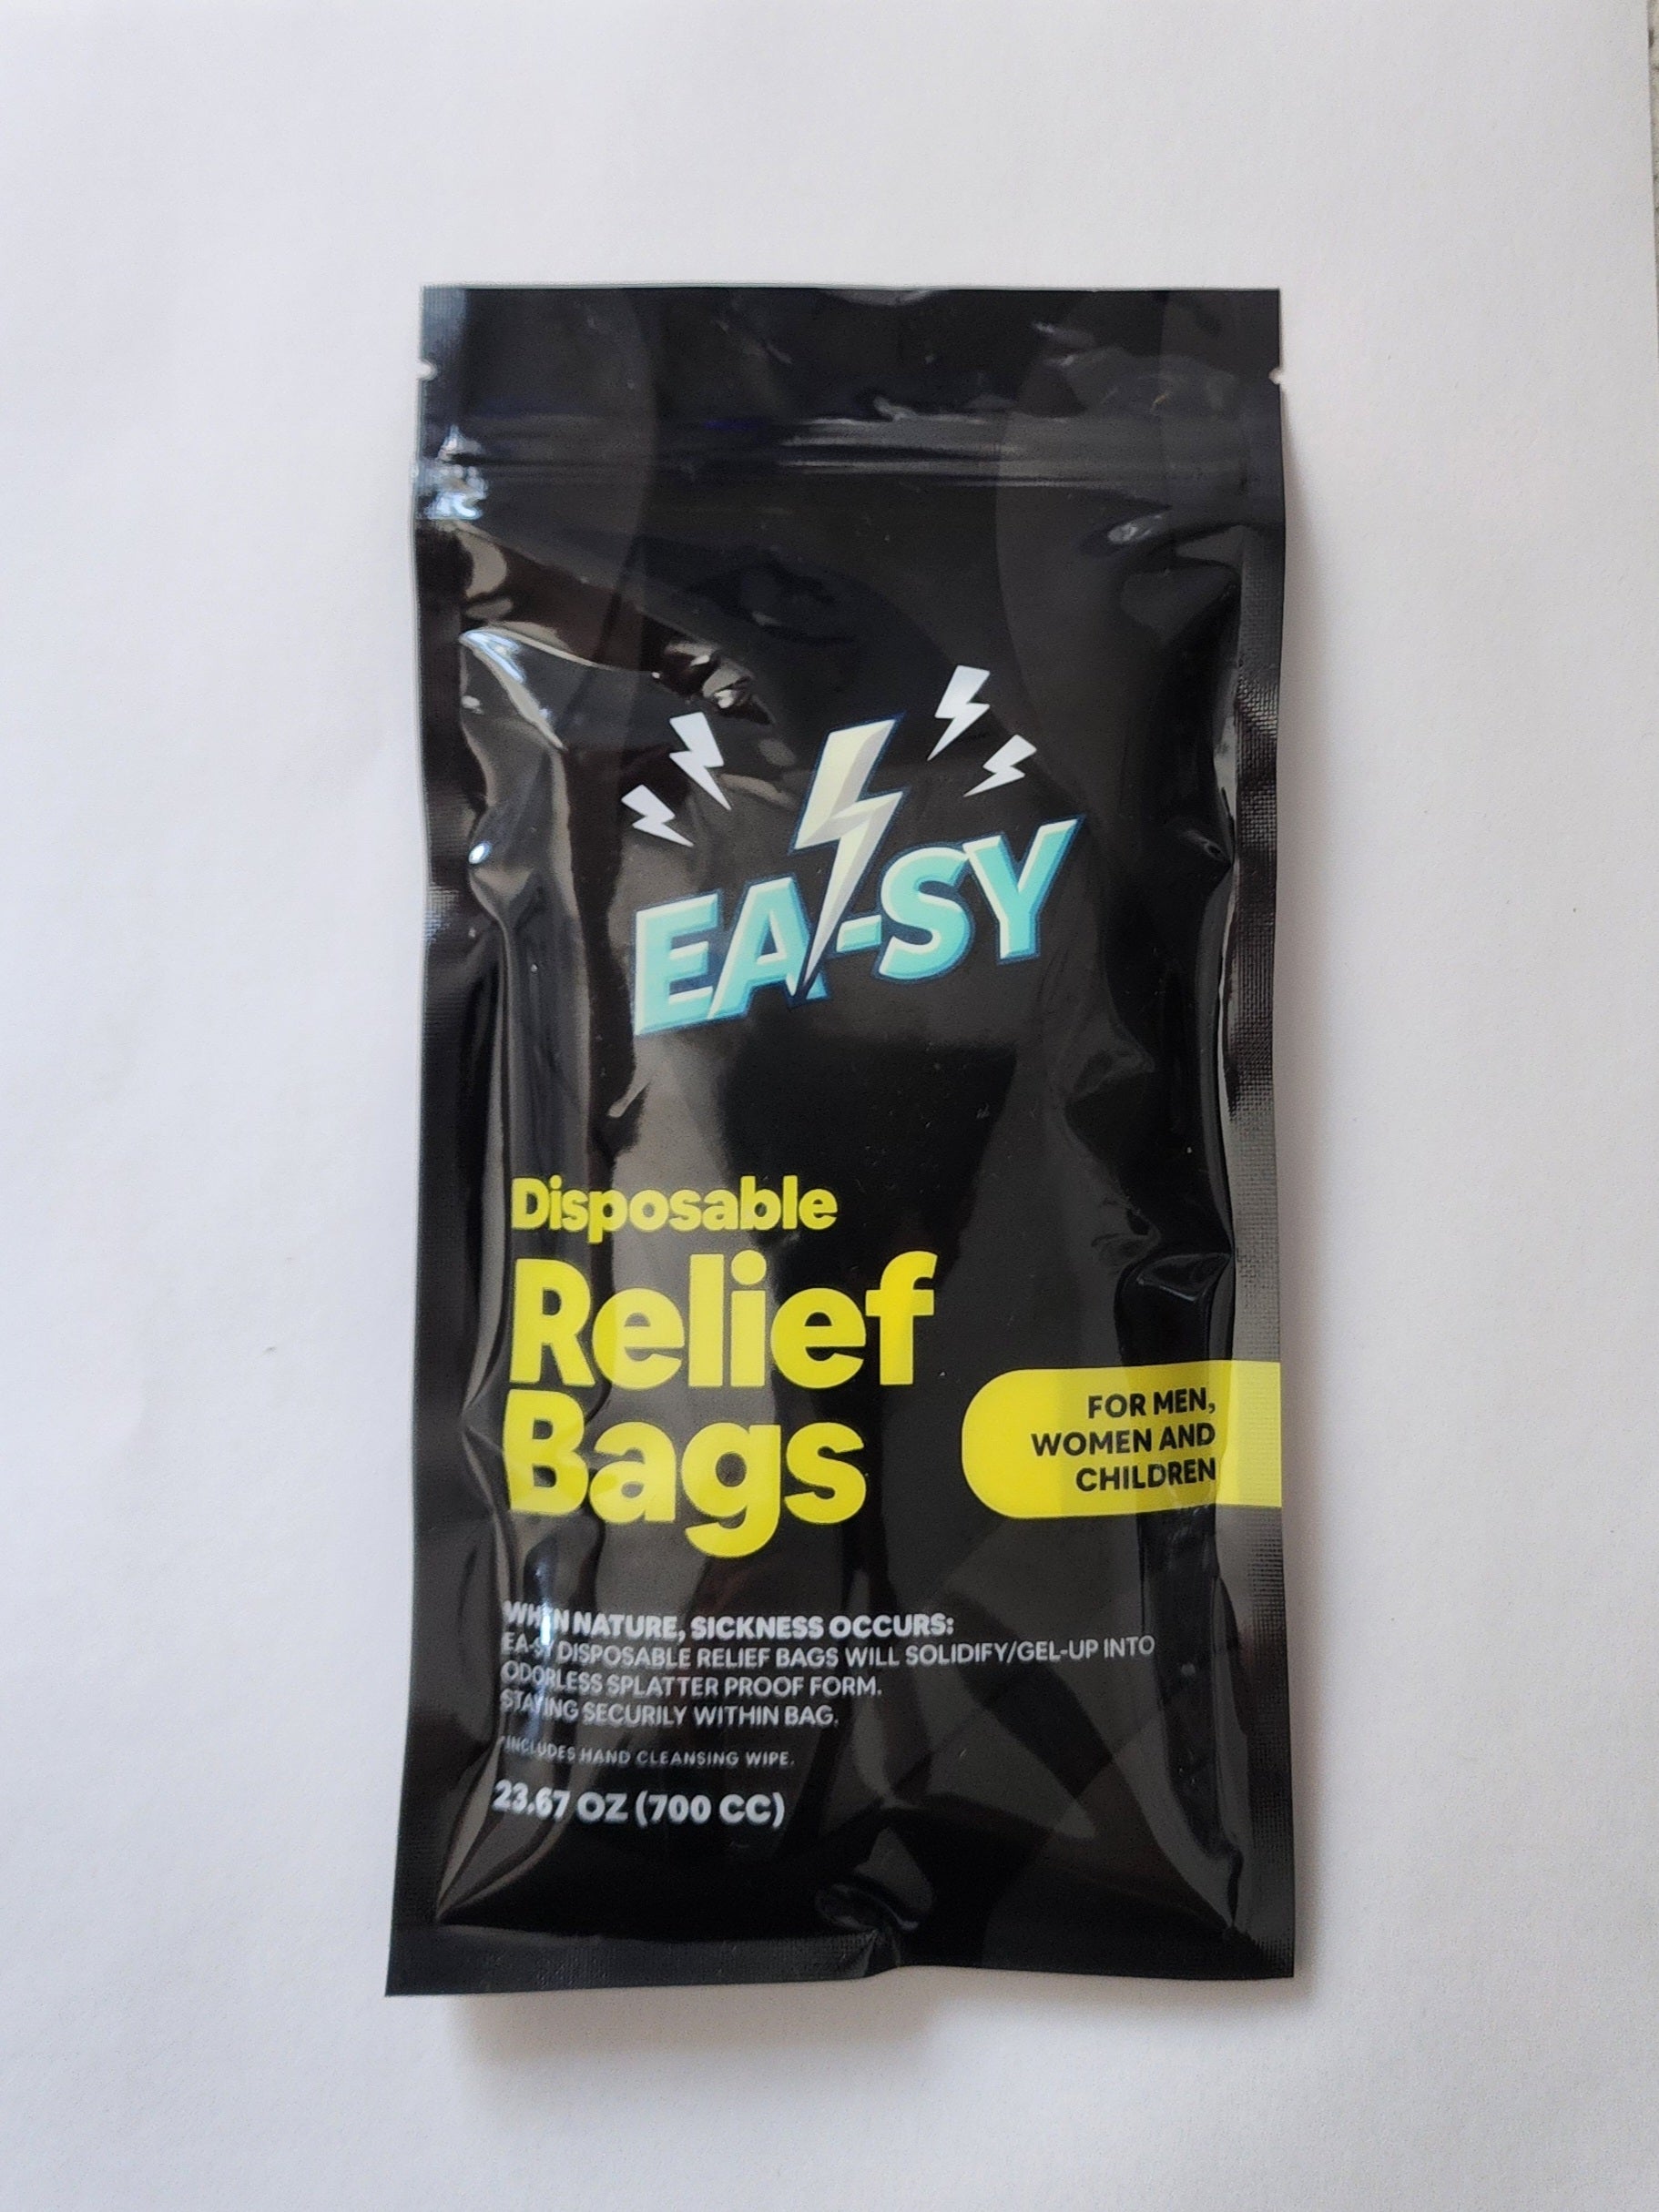 EA-SY
Disposable
Relief
Bags
FOR MEN,
WOMEN AND
CHILDREN
WHEN NATURE, SICKNESS OCCURS:
EA-SY DISPOSABLE RELIEF BAGS WILL SOLIDIFY/GEL-UP INTO
ODORLESS SPLATTER PROOF FORM.
STAYING SECURILY WITHIN BAG.
*INCLUDES HAND CLEANSING WIPE.
23.67 OZ (700 CC)